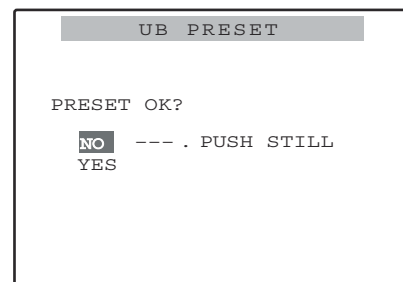 UB PRESET
PRESET OK?
NO ---. PUSH STILL
YES